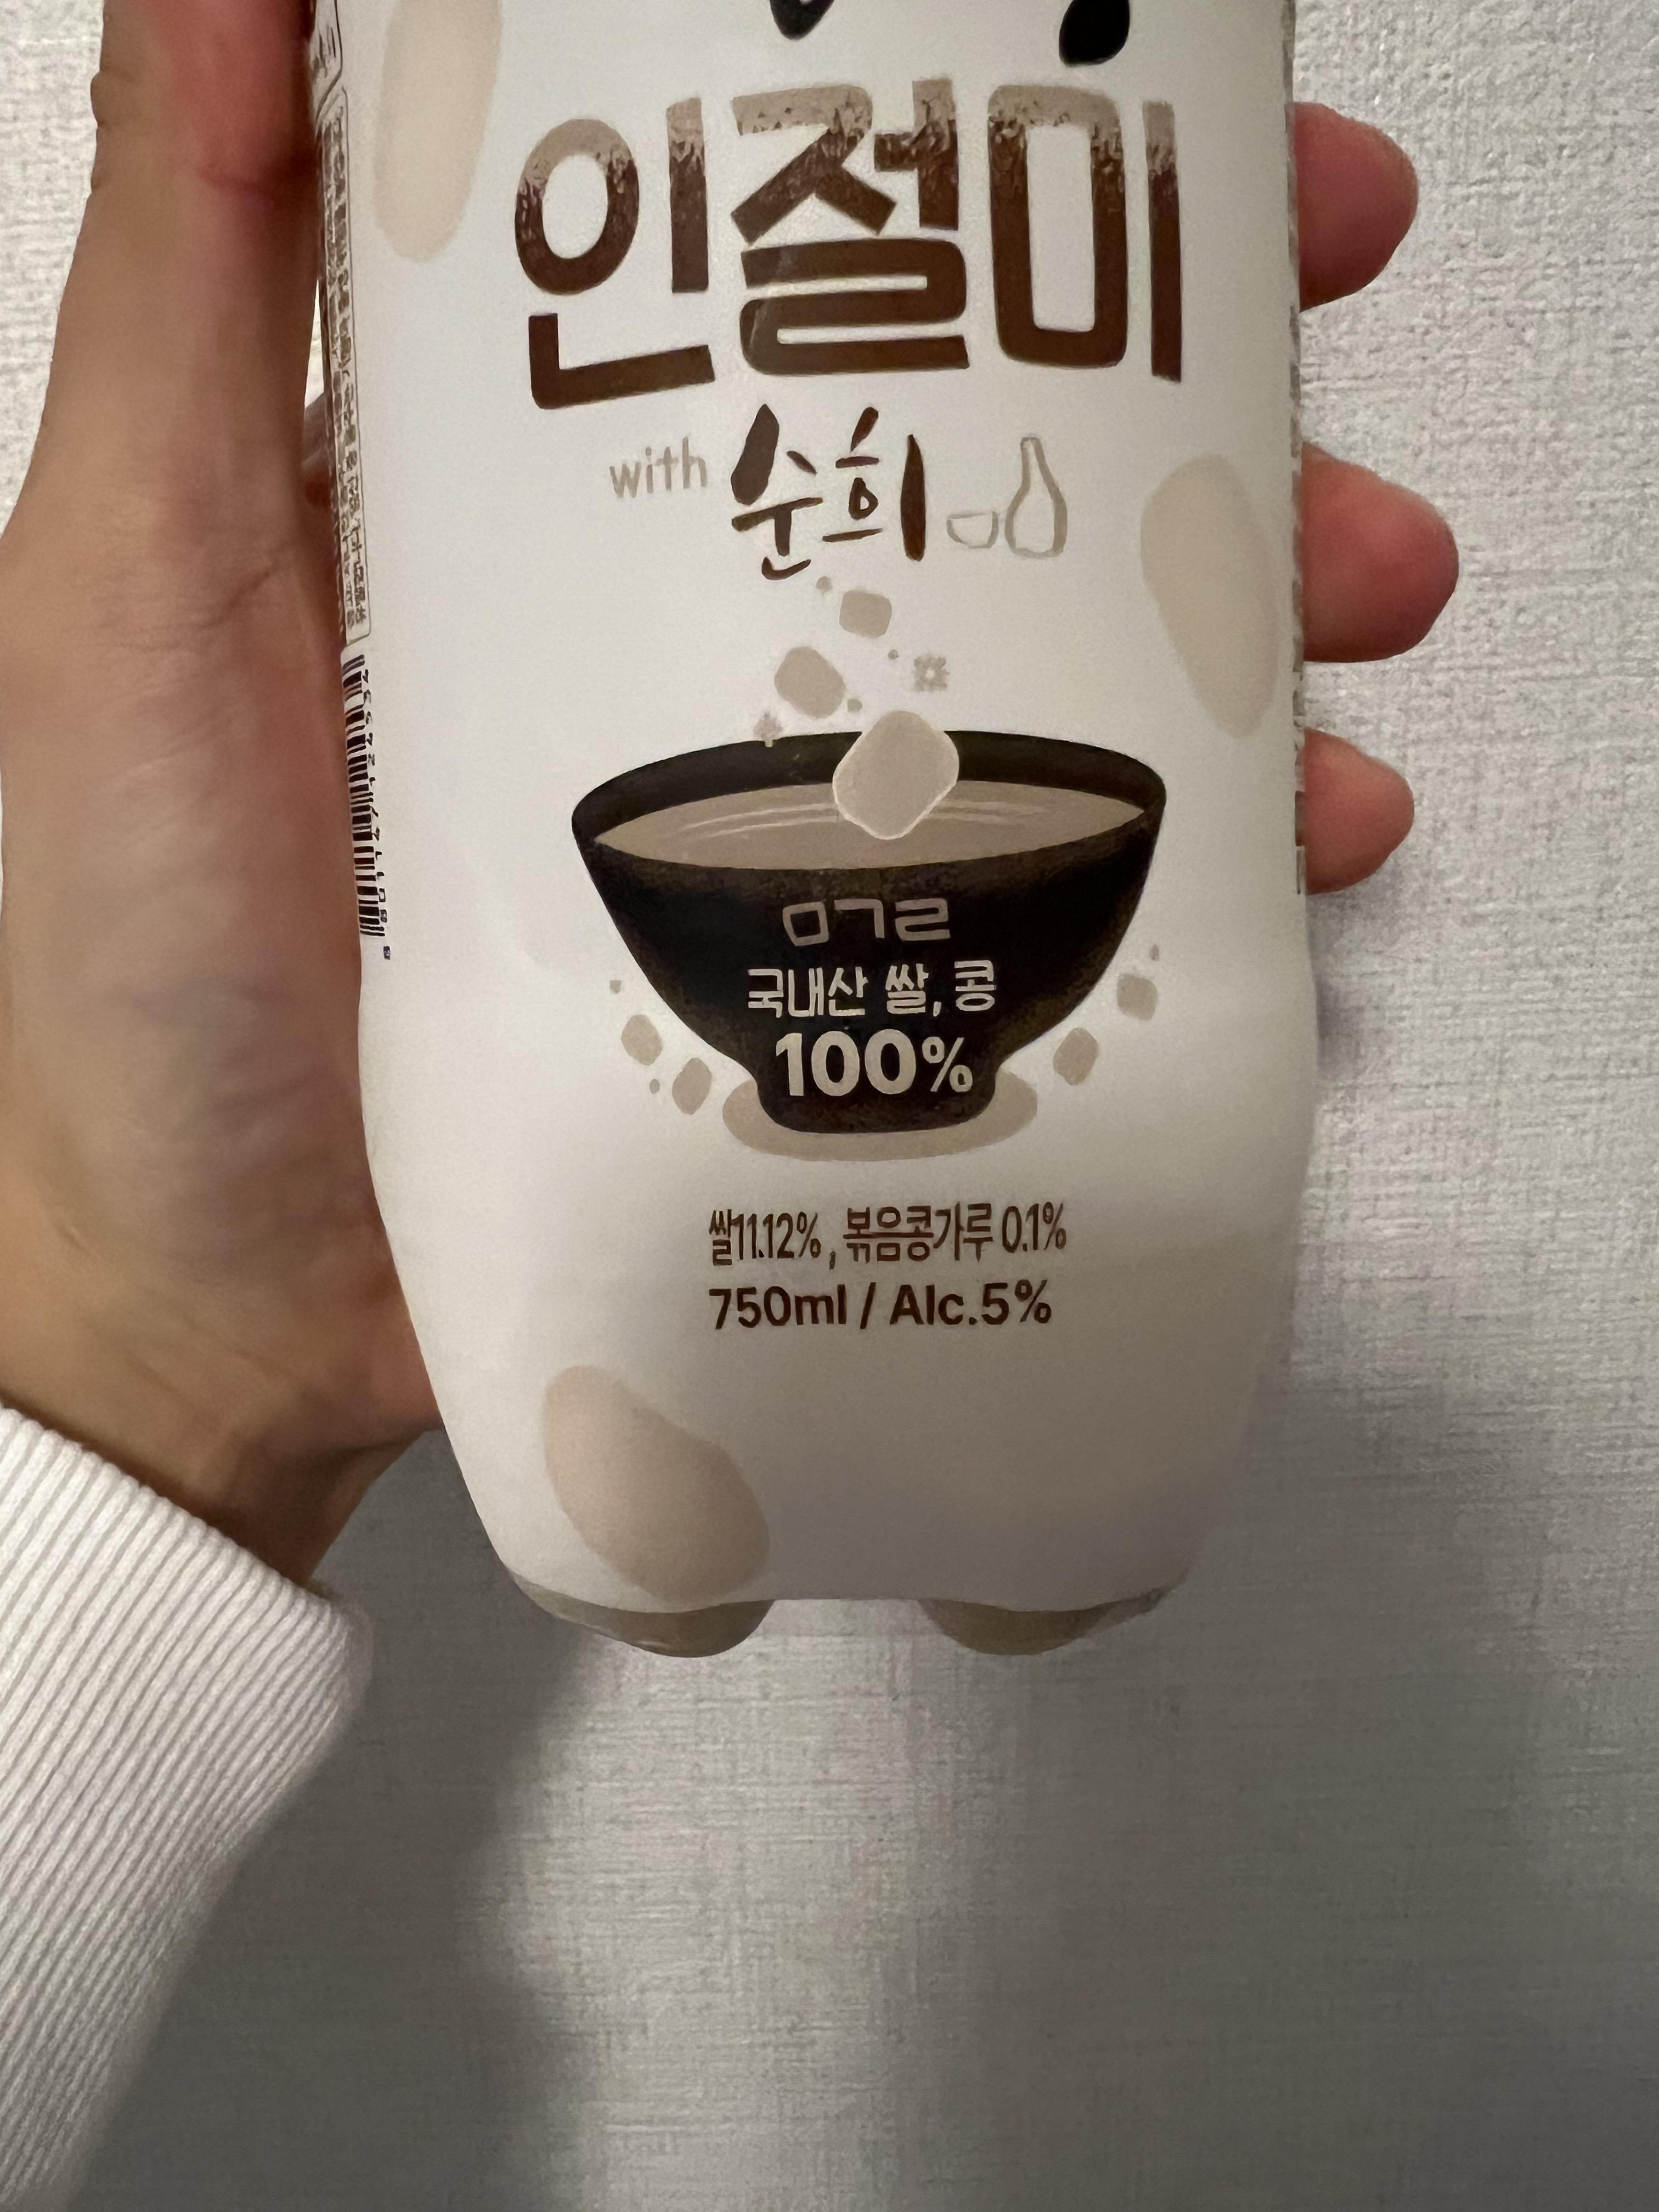 인절미
with 순희
ㅁㄱㄹ
국내산 쌀, 콩
100%
쌀11.12%, 볶음콩가루 0.1%
750ml / Alc.5%